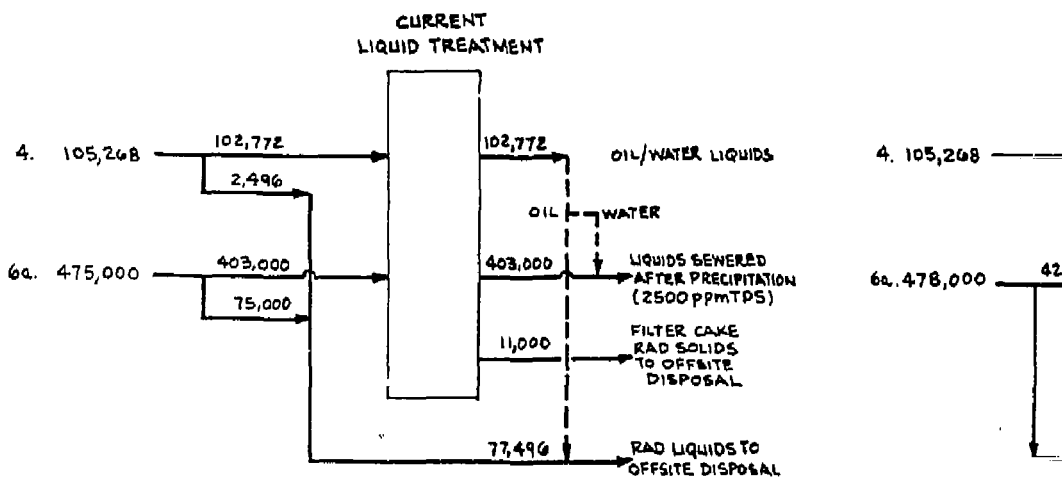 CURRENT
LIQUID TREATMENT
4. 105,268
102,772
2,496
102,772
OIL/WATER LIQUIDS
OIL
WATER
6a. 475,000
403,000
75,000
403,000
LIQUIDS SEWERED
AFTER PRECIPITATION
(2500 ppm TDS)
11,000
FILTER CAKE
RAD SOLIDS
TO OFFSITE
DISPOSAL
77,496
RAD LIQUIDS TO
OFFSITE DISPOSAL
4. 105,268
6a. 478,000
42